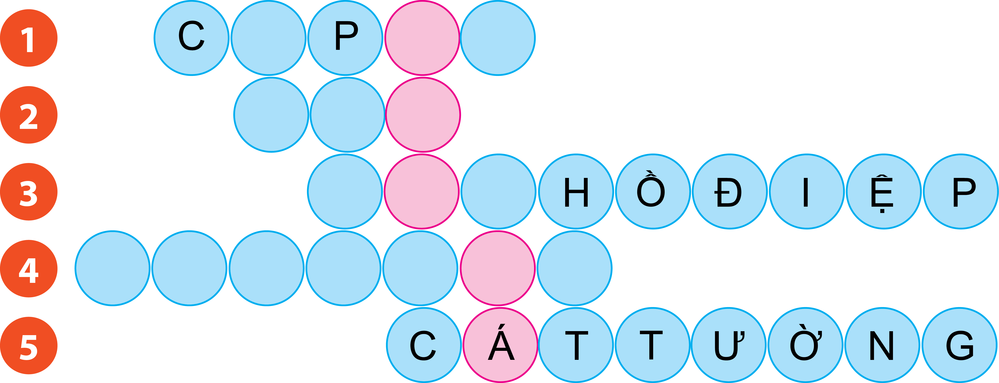 1 C P
2
3 H Ồ Đ I Ệ P
4
5 C Á T T Ư Ờ N G